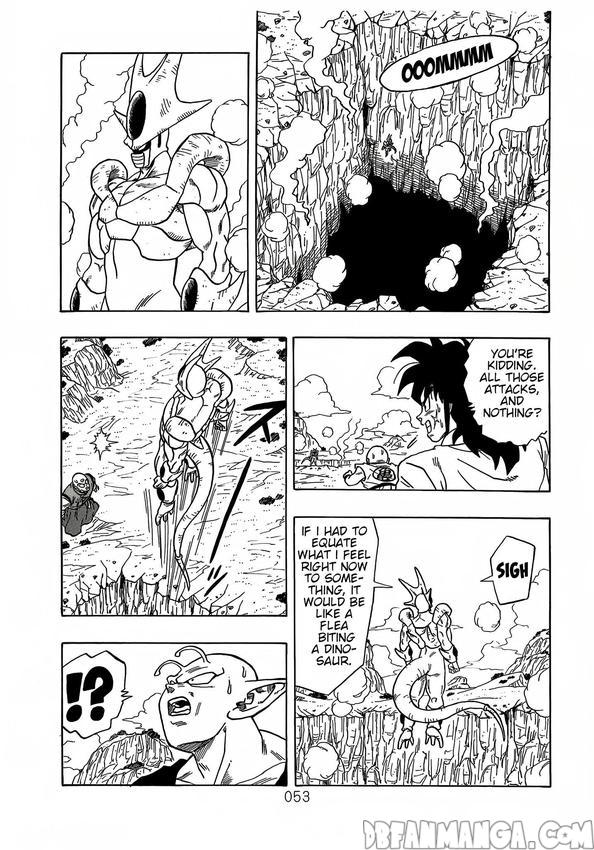 OOOMMMM
YOU'RE
KIDDING.
ALL THOSE
ATTACKS,
AND
NOTHING?
ス
SIGH
IF I HAD
TO
EQUATE
WHAT I FEEL
RIGHT NOW
TO SOME-
THING, IT
WOULD BE
LIKE A
FLEA
BITING
A DINO-
SAUR.
!?
053
DBFANMANGA.COM